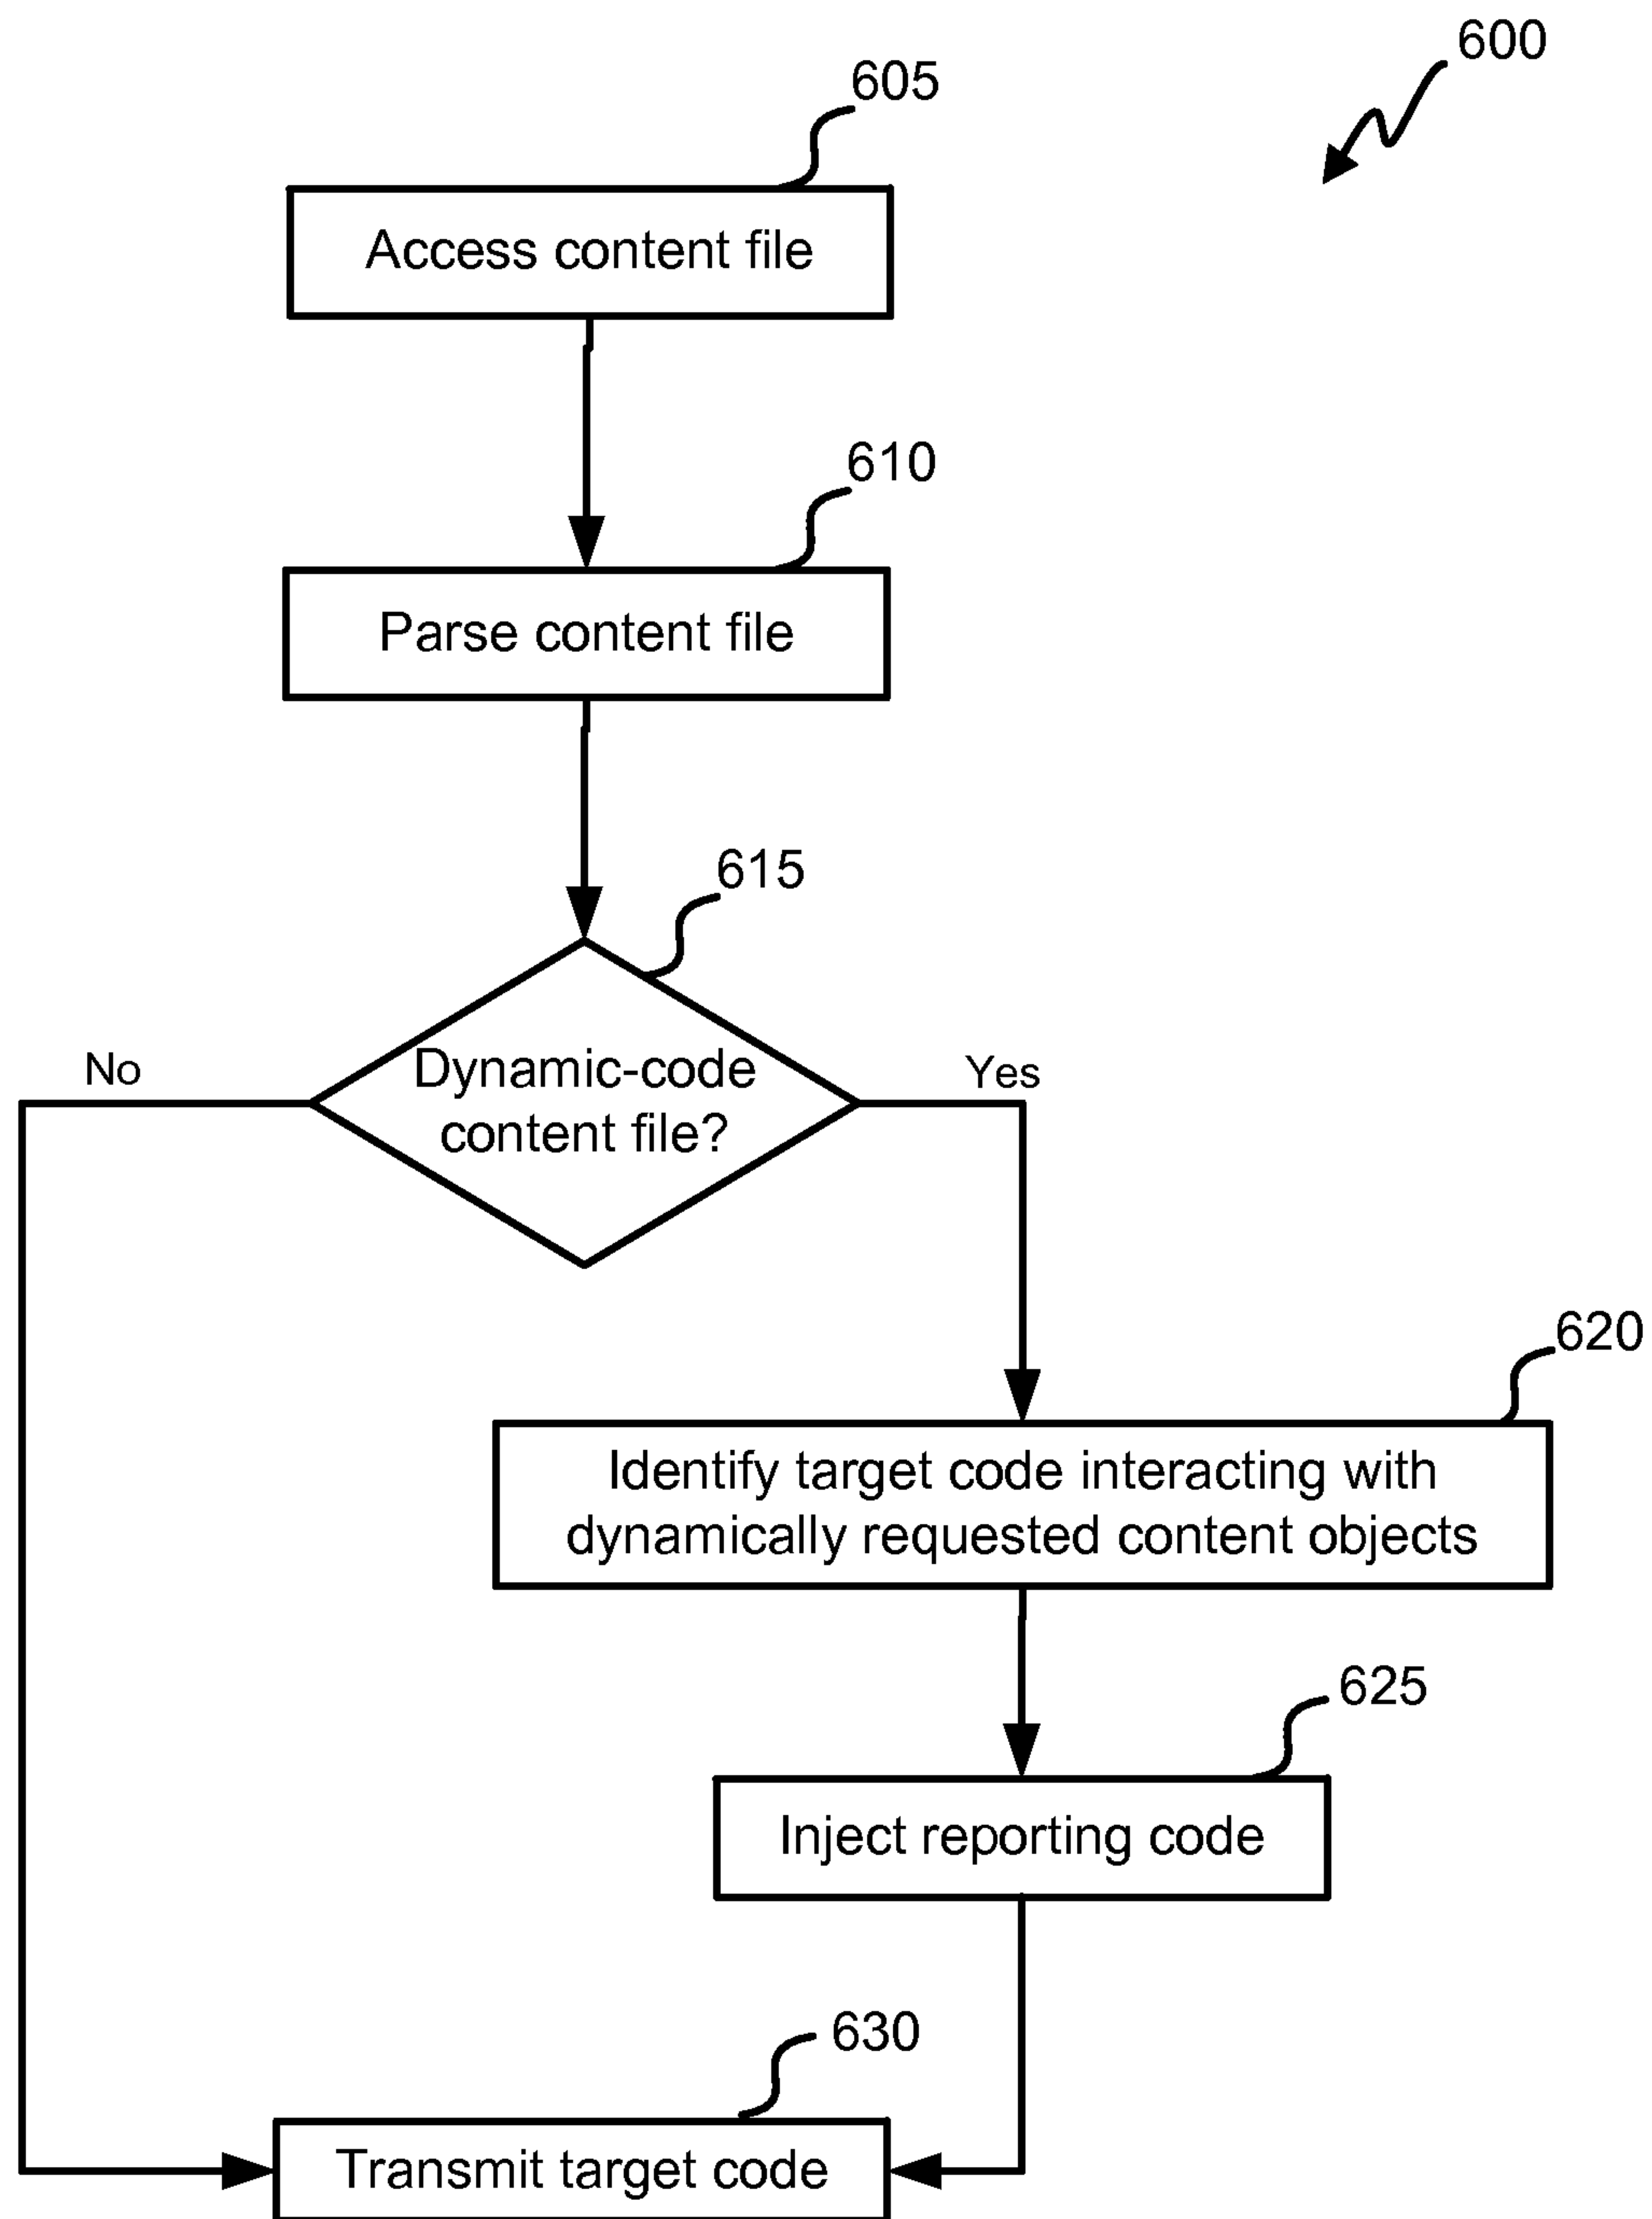 600
605
Access content file
610
Parse content file
615
Dynamic-code
content file?
No
Yes
620
Identify target code interacting with
dynamically requested content objects
625
Inject reporting code
630
Transmit target code